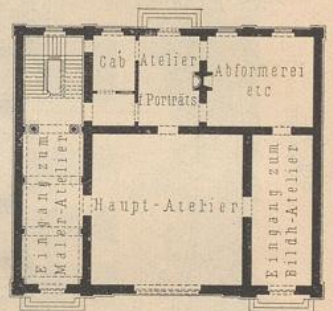 Cab
Atelier
f. Porträts
Abformerei
etc
Haupt-Atelier
Eingang zum
Maler-Atelier
Eingang zum
Bildh-Atelier